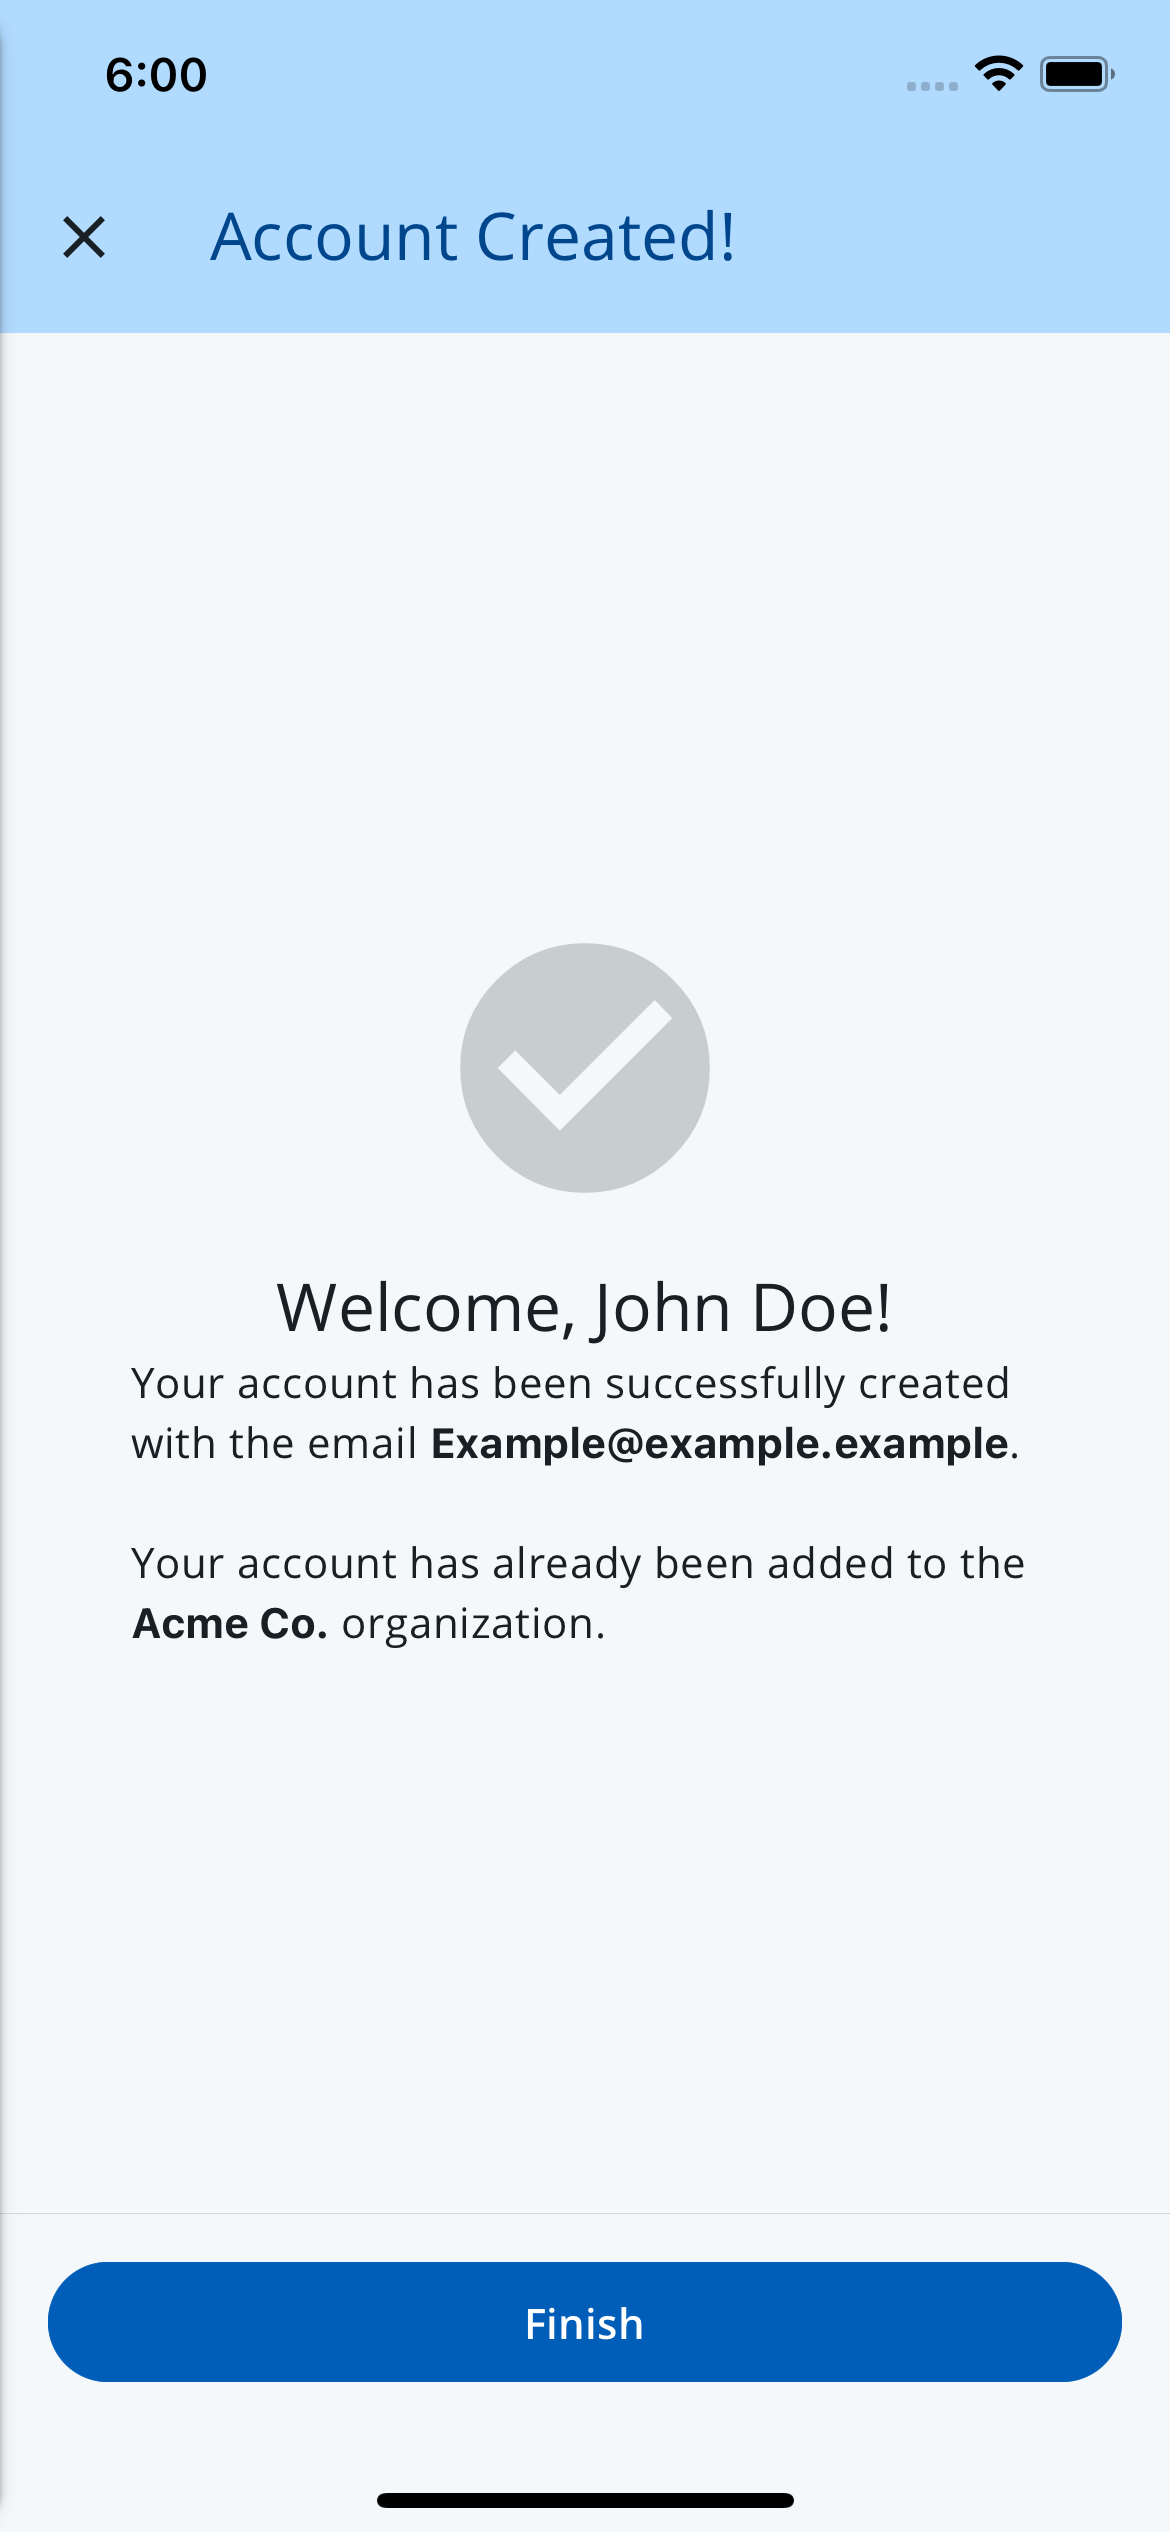 6:00
Account Created!
Welcome, John Doe!
Your account has been successfully created
with the email Example@example.example.
Your account has already been added to the
Acme Co. organization.
Finish